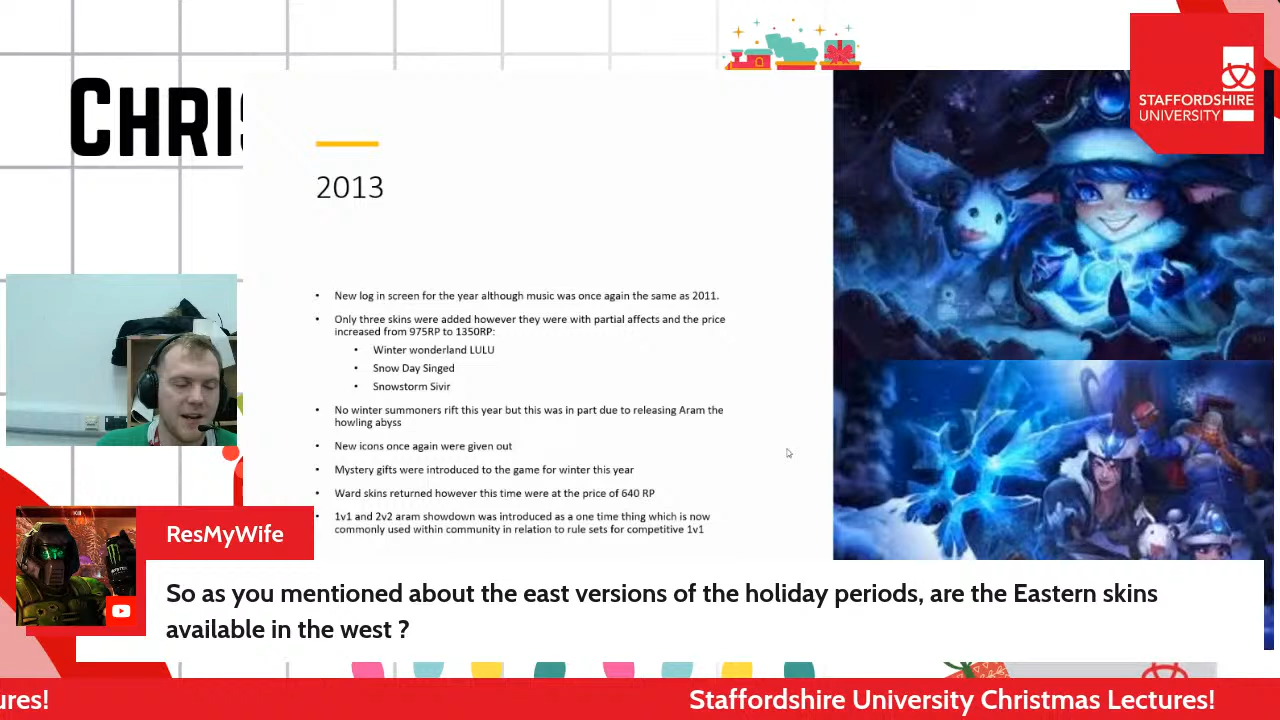 CHRIS
STAFFORDSHIRE
UNIVERSITY
2013
• New log in screen for the year although music was once again the same as 2011.
• Only three skins were added however they were with partial affects and the price
increased from 975RP to 1350RP:
• Winter wonderland LULU
• Snow Day Singed
• Snowstorm Sivir
• No winter summoners rift this year but this was in part due to releasing Aram the
howling abyss
• New icons once again were given out
• Mystery gifts were introduced to the game for winter this year
• Ward skins returned however this time were at the price of 640 RP
• 1v1 and 2v2 aram showdown was introduced as a one time thing which is now
commonly used within community in relation to rule sets for competitive 1v1
ResMyWife
So as you mentioned about the east versions of the holiday periods, are the Eastern skins
available in the west ?
ures!
Staffordshire University Christmas Lectures!